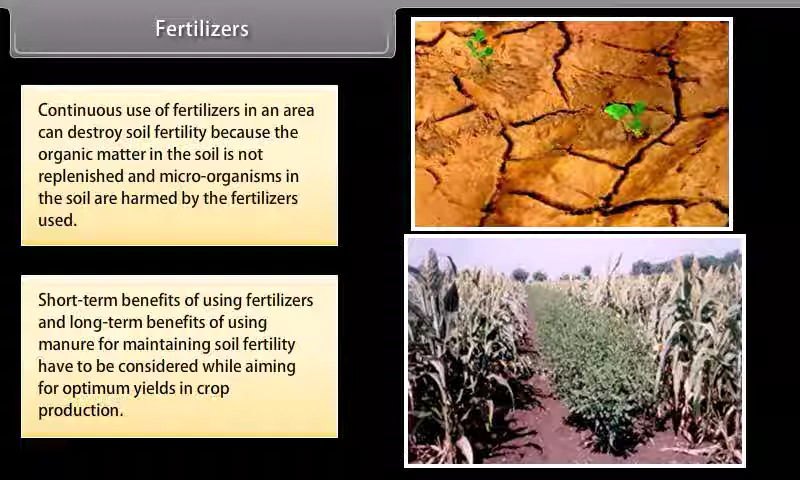 Fertilizers
Continuous use of fertilizers in an area
can destroy soil fertility because the
organic matter in the soil is not
replenished and micro-organisms in
the soil are harmed by the fertilizers
used.
Short-term benefits of using fertilizers
and long-term benefits of using
manure for maintaining soil fertility
have to be considered while aiming
for optimum yields in crop
production.